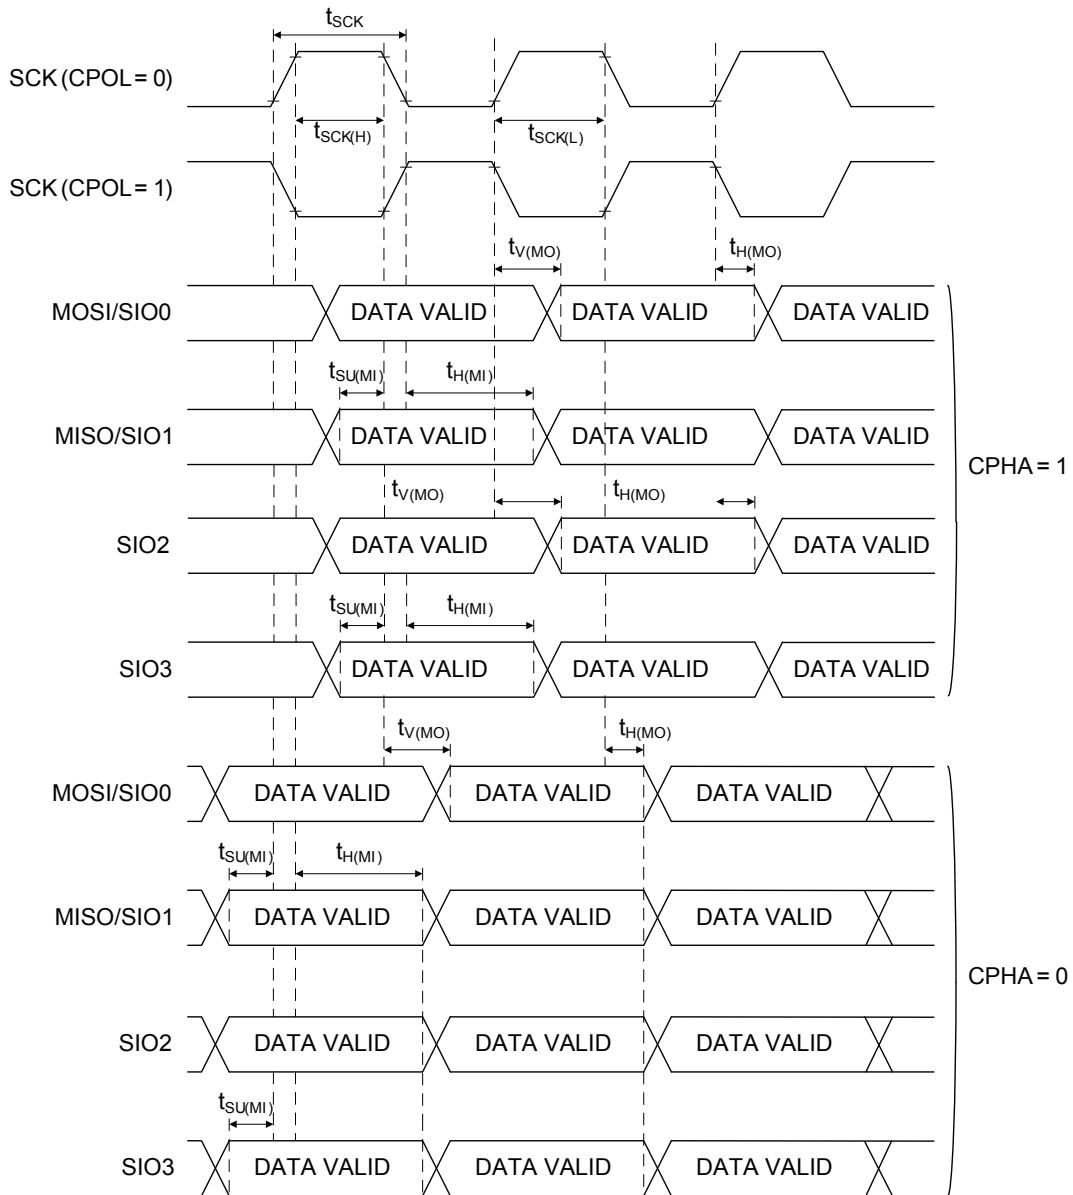 tSCK
SCK (CPOL = 0)
tSCK(H) tSCK(L)
SCK (CPOL = 1)
tV(MO) tH(MO)
MOSI/SIO0 DATA VALID DATA VALID DATA VALID
tSU(MI) tH(MI)
MISO/SIO1 DATA VALID DATA VALID DATA VALID
CPHA = 1
tV(MO) tH(MO)
SIO2 DATA VALID DATA VALID DATA VALID
tSU(MI) tH(MI)
SIO3 DATA VALID DATA VALID DATA VALID
tV(MO) tH(MO)
MOSI/SIO0 DATA VALID DATA VALID DATA VALID
tSU(MI) tH(MI)
MISO/SIO1 DATA VALID DATA VALID DATA VALID
CPHA = 0
SIO2 DATA VALID DATA VALID DATA VALID
tSU(MI)
SIO3 DATA VALID DATA VALID DATA VALID